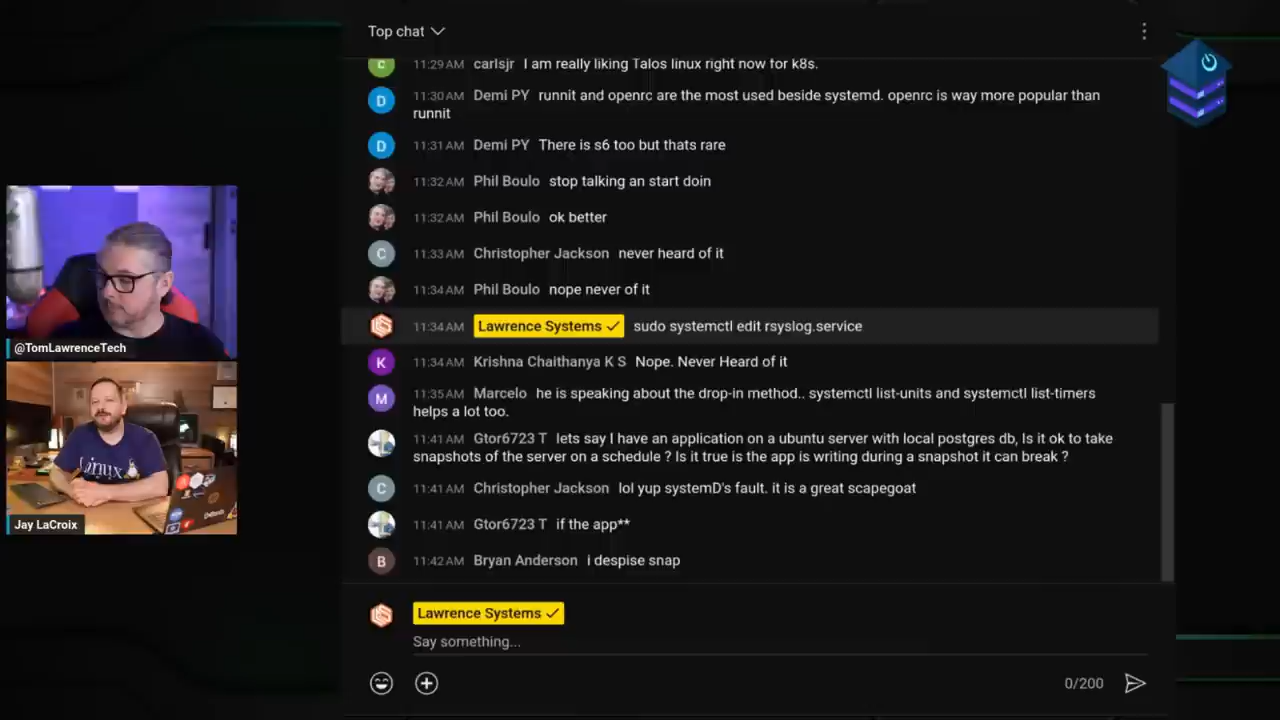 Top chat
11:29 AM carlsjr I am really liking Talos linux right now for k8s.
11:30 AM Demi PY runnit and openrc are the most used beside systemd. openrc is way more popular than
runnit
11:31 AM Demi PY There is s6 too but thats rare
11:32 AM Phil Boulo stop talking an start doin
11:32 AM Phil Boulo ok better
11:33 AM Christopher Jackson never heard of it
11:34 AM Phil Boulo nope never of it
11:34 AM Lawrence Systems sudo systemctl edit rsyslog.service
11:34 AM Krishna Chaithanya K S Nope. Never Heard of it
11:35 AM Marcelo he is speaking about the drop-in method.. systemctl list-units and systemctl list-timers
helps a lot too.
11:41 AM Gtor6723 T lets say I have an application on a ubuntu server with local postgres db, Is it ok to take
snapshots of the server on a schedule ? Is it true is the app is writing during a snapshot it can break ?
11:41 AM Christopher Jackson lol yup systemD's fault. it is a great scapegoat
11:41 AM Gtor6723 T if the app**
11:42 AM Bryan Anderson i despise snap
Lawrence Systems
Say something...
0/200
@TomLawrenceTech
Linux
Jay LaCroix
C
D
D
C
K
M
C
B